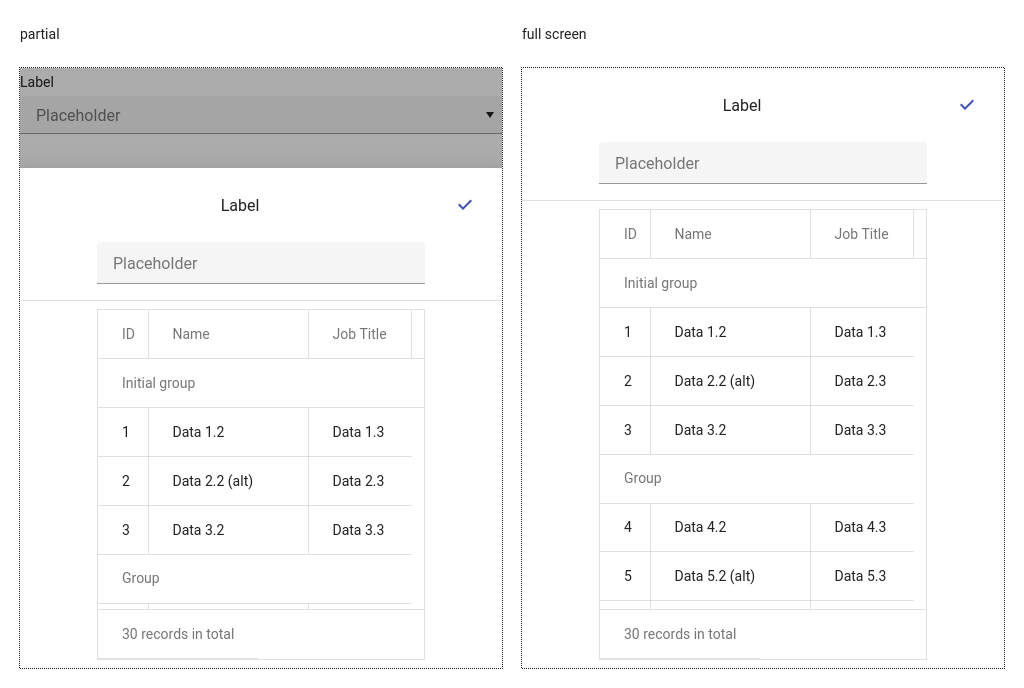 partial
Label
Placeholder
Label
Placeholder
ID Name Job Title
Initial group
1 Data 1.2 Data 1.3
2 Data 2.2 (alt) Data 2.3
3 Data 3.2 Data 3.3
Group
30 records in total
full screen
Label
Placeholder
ID Name Job Title
Initial group
1 Data 1.2 Data 1.3
2 Data 2.2 (alt) Data 2.3
3 Data 3.2 Data 3.3
Group
4 Data 4.2 Data 4.3
5 Data 5.2 (alt) Data 5.3
30 records in total